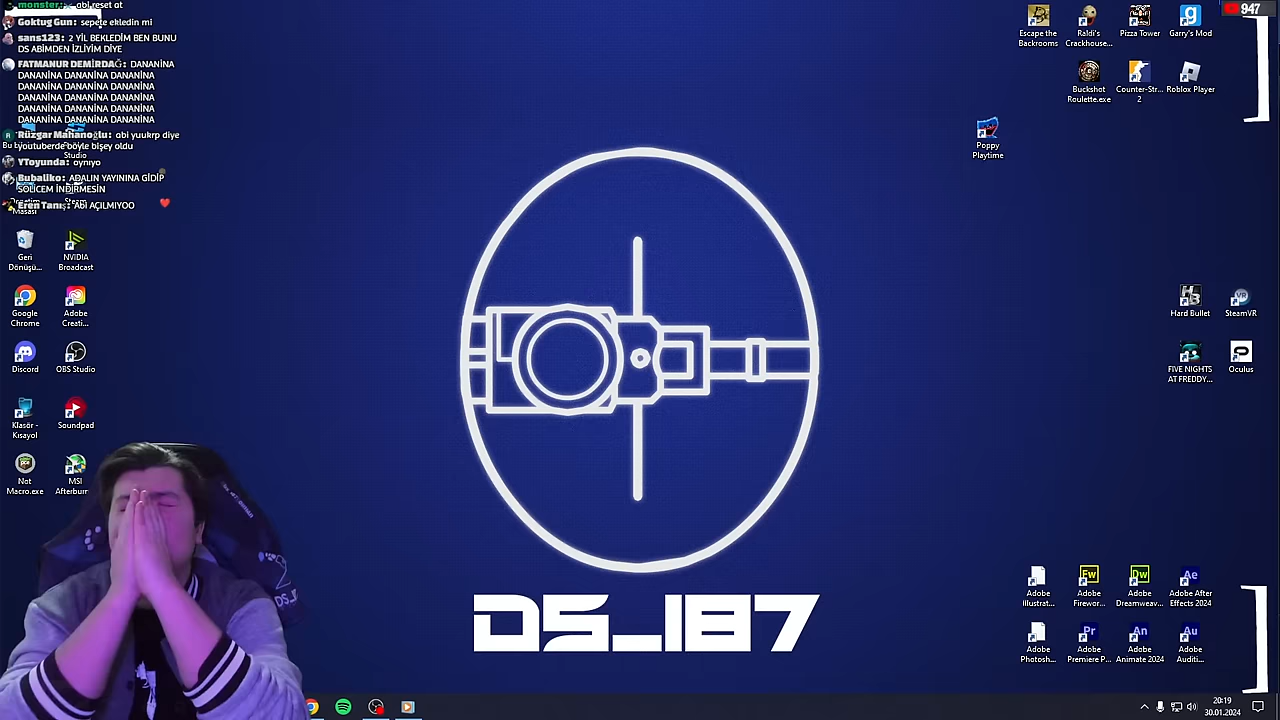 monster,: abi reset at
Goktug Gun: sepete ekledin mi
sans123: 2 YIL BEKLEDİM BEN BUNU
DS ABİMDEN İZLİYİM DİYE
FATMANUR DEMİRDAĞ: DANANİNA
DANANİNA DANANİNA DANANİNA
DANANİNA DANANİNA DANANİNA
DANANİNA DANANİNA DANANİNA
DANANİNA DANANİNA DANANİNA
DANANİNA DANANİNA DANANİNA
Rüzgar Mahanoğlu: abi yuukrp diye
youtuberde böyle bişey oldu
Studio
YToyunda: oynıyo
Bubaliko: ADALIN YAYININA GİDİP
SÖLİCEM İNDİRMESİN
Eren Tanış: ABİ AÇILMIYOO
Masası
Geri
Dönüşü...
NVIDIA
Broadcast
Google
Chrome
Adobe
Creati...
Discord
OBS Studio
Klasör -
Kısayol
Soundpad
Not
Macro.exe
MSI
Afterburn...
947
Escape the
Backrooms
Raldi's
Crackhouse...
Pizza Tower
Garry's Mod
Buckshot
Roulette.exe
Counter-Str...
2
Roblox Player
Poppy
Playtime
Hard Bullet
SteamVR
FIVE NIGHTS
AT FREDDY...
Oculus
DS_187
Adobe
Illustrat...
Adobe
Firewor...
Adobe
Dreamweav...
Adobe After
Effects 2024
Adobe
Photosh...
Adobe
Premiere P...
Adobe
Animate 2024
Adobe
Auditi...
20:19
30.01.2024